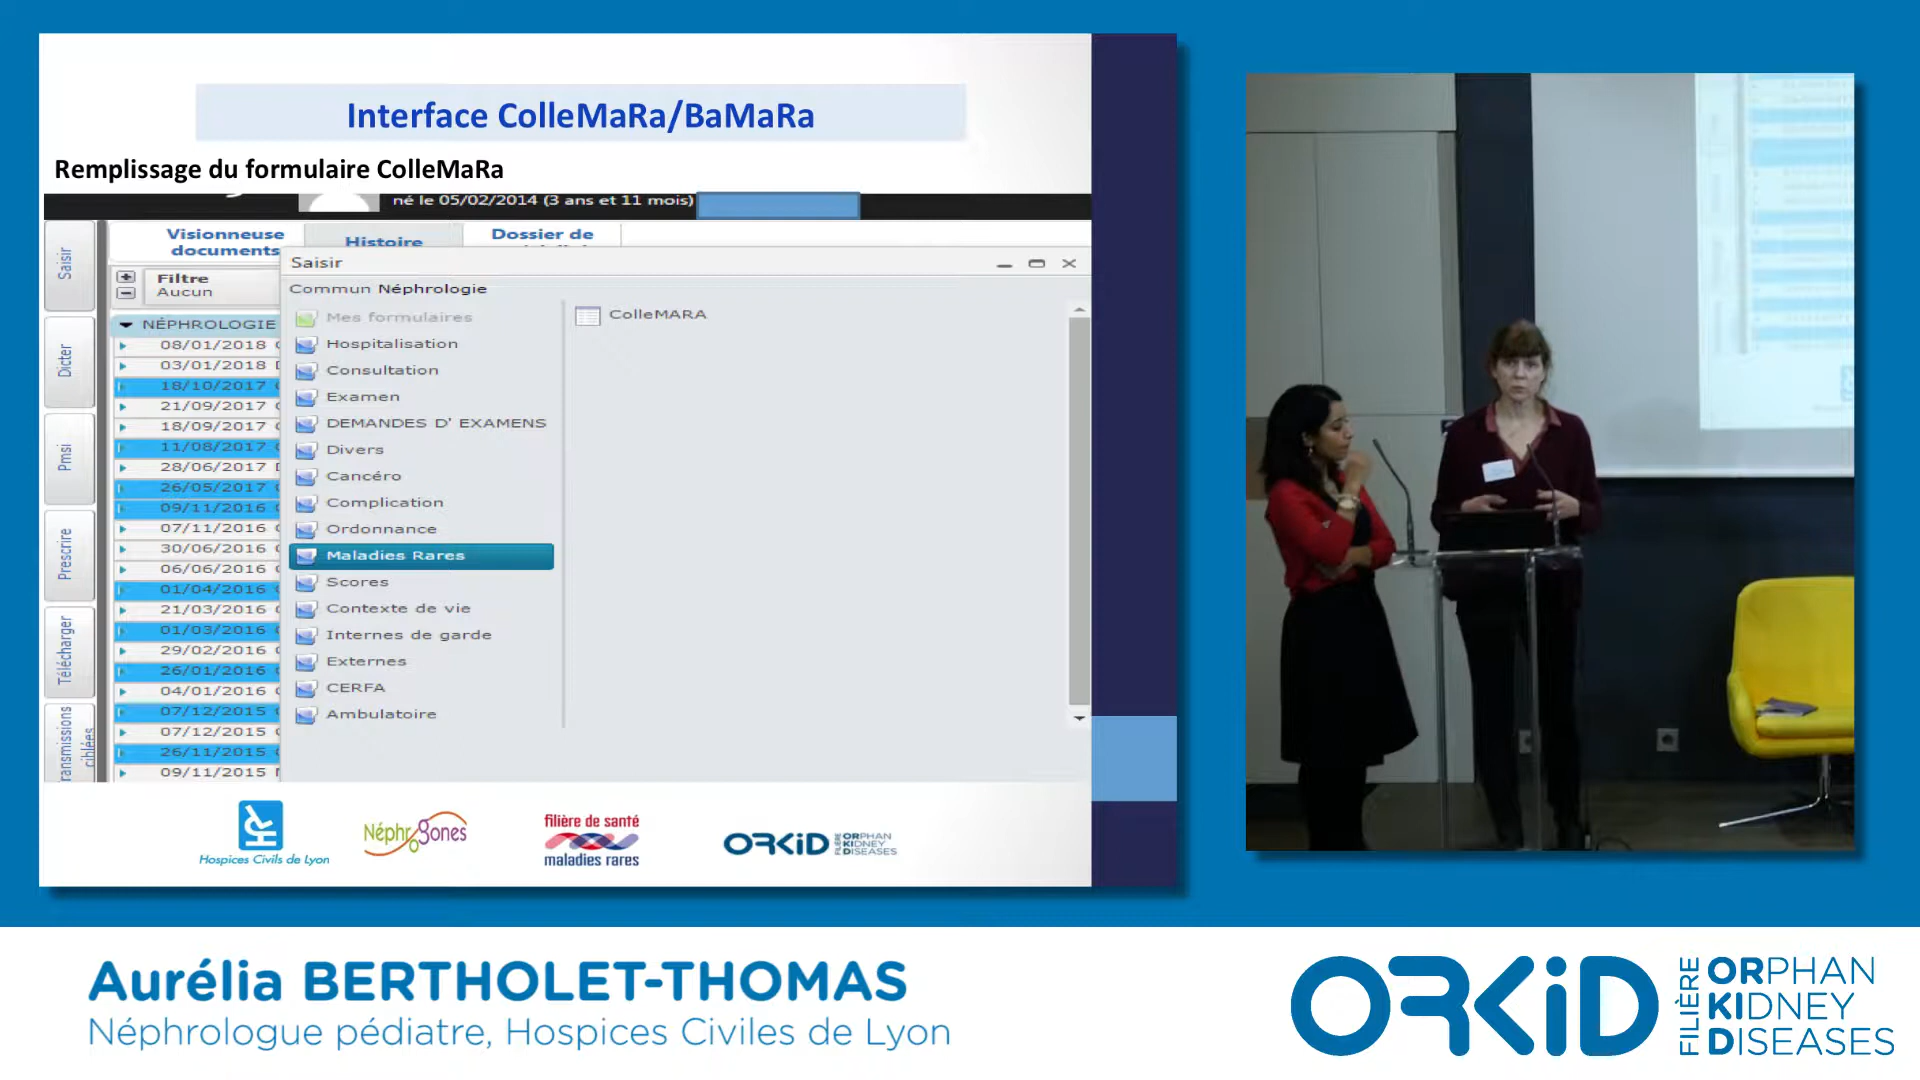 Interface ColleMaRa/BaMaRa
Remplissage du formulaire ColleMaRa
né le 05/02/2014 (3 ans et 11 mois)
Visionneuse
documents
Histoire
Dossier de
Saisir
Dicter
Pmsi
Prescrire
Télécharger
ciblées
Filtre
Aucun
NÉPHROLOGIE
08/01/2018
03/01/2018
18/10/2017
21/09/2017
18/09/2017
11/08/2017
28/06/2017
26/05/2017
09/11/2016
07/11/2016
30/06/2016
06/06/2016
01/04/2016
21/03/2016
01/03/2016
29/02/2016
26/01/2016
04/01/2016
07/12/2015
07/12/2015
26/11/2015
09/11/2015
Saisir
Commun Néphrologie
Mes formulaires
Hospitalisation
Consultation
Examen
DEMANDES D' EXAMENS
Divers
Cancéro
Complication
Ordonnance
Maladies Rares
Scores
Contexte de vie
Internes de garde
Externes
CERFA
Ambulatoire
ColleMARA
Hospices Civils de Lyon
Néphrogones
filière de santé
maladies rares
ORKiD
FILIÈRE
ORPHAN
KIDNEY
DISEASES
Aurélia BERTHOLET-THOMAS
Néphrologue pédiatre, Hospices Civiles de Lyon
ORKiD
FILIÈRE
ORPHAN
KIDNEY
DISEASES